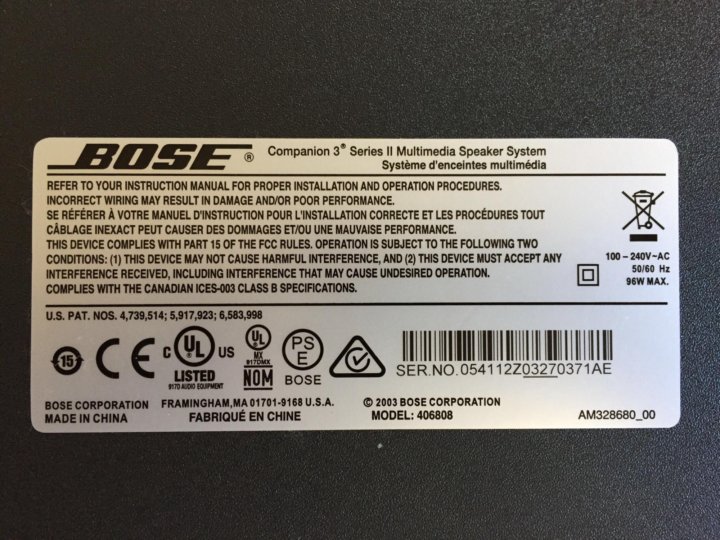 BOSE ® Companion 3® Series II Multimedia Speaker System
Système d'enceintes multimédia
REFER TO YOUR INSTRUCTION MANUAL FOR PROPER INSTALLATION AND OPERATION PROCEDURES.
INCORRECT WIRING MAY RESULT IN DAMAGE AND/OR POOR PERFORMANCE.
SE RÉFÉRER À VOTRE MANUEL D'INSTRUCTION POUR L'INSTALLATION CORRECTE ET LES PROCÉDURES TOUT
CÂBLAGE INEXACT PEUT CAUSER DES DOMMAGES ET/OU UNE MAUVAISE PERFORMANCE.
THIS DEVICE COMPLIES WITH PART 15 OF THE FCC RULES. OPERATION IS SUBJECT TO THE FOLLOWING TWO
CONDITIONS: (1) THIS DEVICE MAY NOT CAUSE HARMFUL INTERFERENCE, AND (2) THIS DEVICE MUST ACCEPT ANY
INTERFERENCE RECEIVED, INCLUDING INTERFERENCE THAT MAY CAUSE UNDESIRED OPERATION.
COMPLIES WITH THE CANADIAN ICES-003 CLASS B SPECIFICATIONS.
100 – 240V~AC
50/60 Hz
96W MAX.
U.S. PAT. NOS. 4,739,514; 5,917,923; 6,583,998
15
CE
C UL US
LISTED
917D AUDIO EQUIPMENT
UL
MX
917DMX
NOM
PS
E
BOSE
SER.NO.054112Z03270371AE
BOSE CORPORATION FRAMINGHAM,MA 01701-9168 U.S.A. © 2003 BOSE CORPORATION
MADE IN CHINA FABRIQUÉ EN CHINE MODEL: 406808 AM328680_00